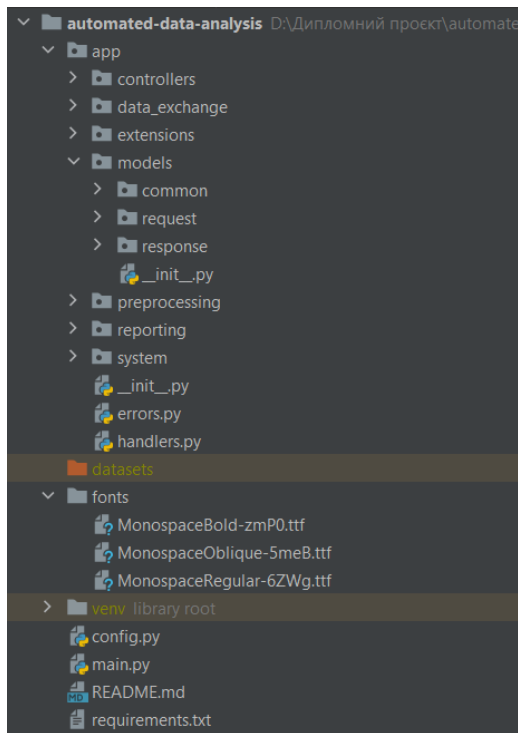 automated-data-analysis D:\Дипломний проєкт\automate
app
controllers
data_exchange
extensions
models
common
request
response
__init__.py
preprocessing
reporting
system
__init__.py
errors.py
handlers.py
datasets
fonts
MonospaceBold-zmP0.ttf
MonospaceOblique-5meB.ttf
MonospaceRegular-6ZWg.ttf
venv library root
config.py
main.py
MD README.md
requirements.txt